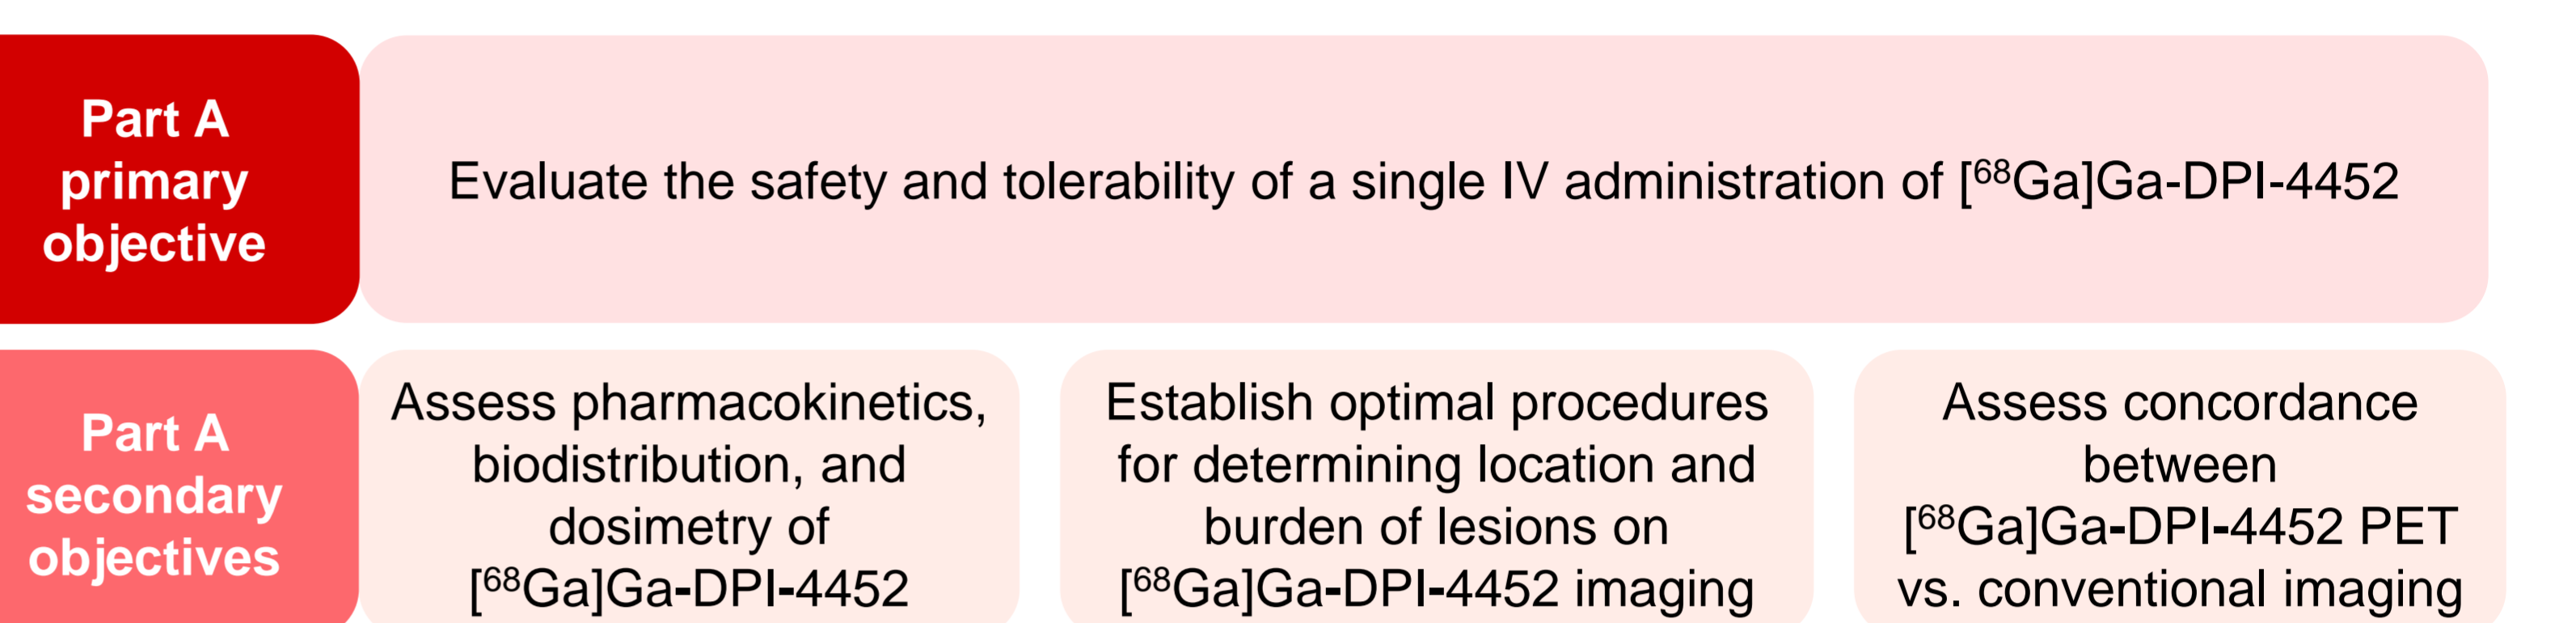 Part A
primary
objective
Evaluate the safety and tolerability of a single IV administration of [⁶⁸Ga]Ga-DPI-4452
Part A
secondary
objectives
Assess pharmacokinetics,
biodistribution, and
dosimetry of
[⁶⁸Ga]Ga-DPI-4452
Establish optimal procedures
for determining location and
burden of lesions on
[⁶⁸Ga]Ga-DPI-4452 imaging
Assess concordance
between
[⁶⁸Ga]Ga-DPI-4452 PET
vs. conventional imaging